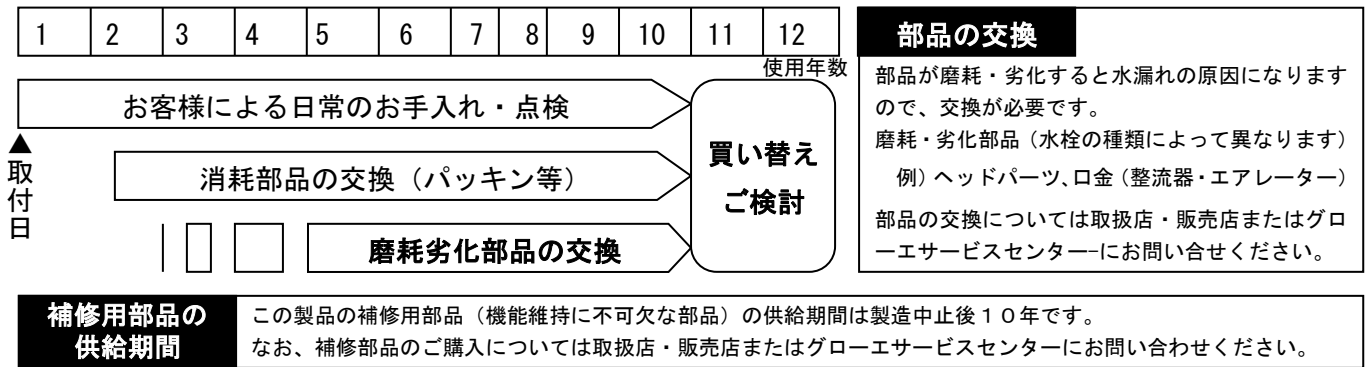 1 2 3 4 5 6 7 8 9 10 11 12
使用年数
お客様による日常のお手入れ・点検
▲取付日
消耗部品の交換（パッキン等）
磨耗劣化部品の交換
買い替え
ご検討
部品の交換
部品が磨耗・劣化すると水漏れの原因になります
ので、交換が必要です。
磨耗・劣化部品（水栓の種類によって異なります）
例）ヘッドパーツ、口金（整流器・エアレーター）
部品の交換については取扱店・販売店またはグロ
ーエサービスセンター-にお問い合せください。
補修用部品の
供給期間
この製品の補修用部品（機能維持に不可欠な部品）の供給期間は製造中止後１０年です。
なお、補修部品のご購入については取扱店・販売店またはグローエサービスセンターにお問い合わせください。